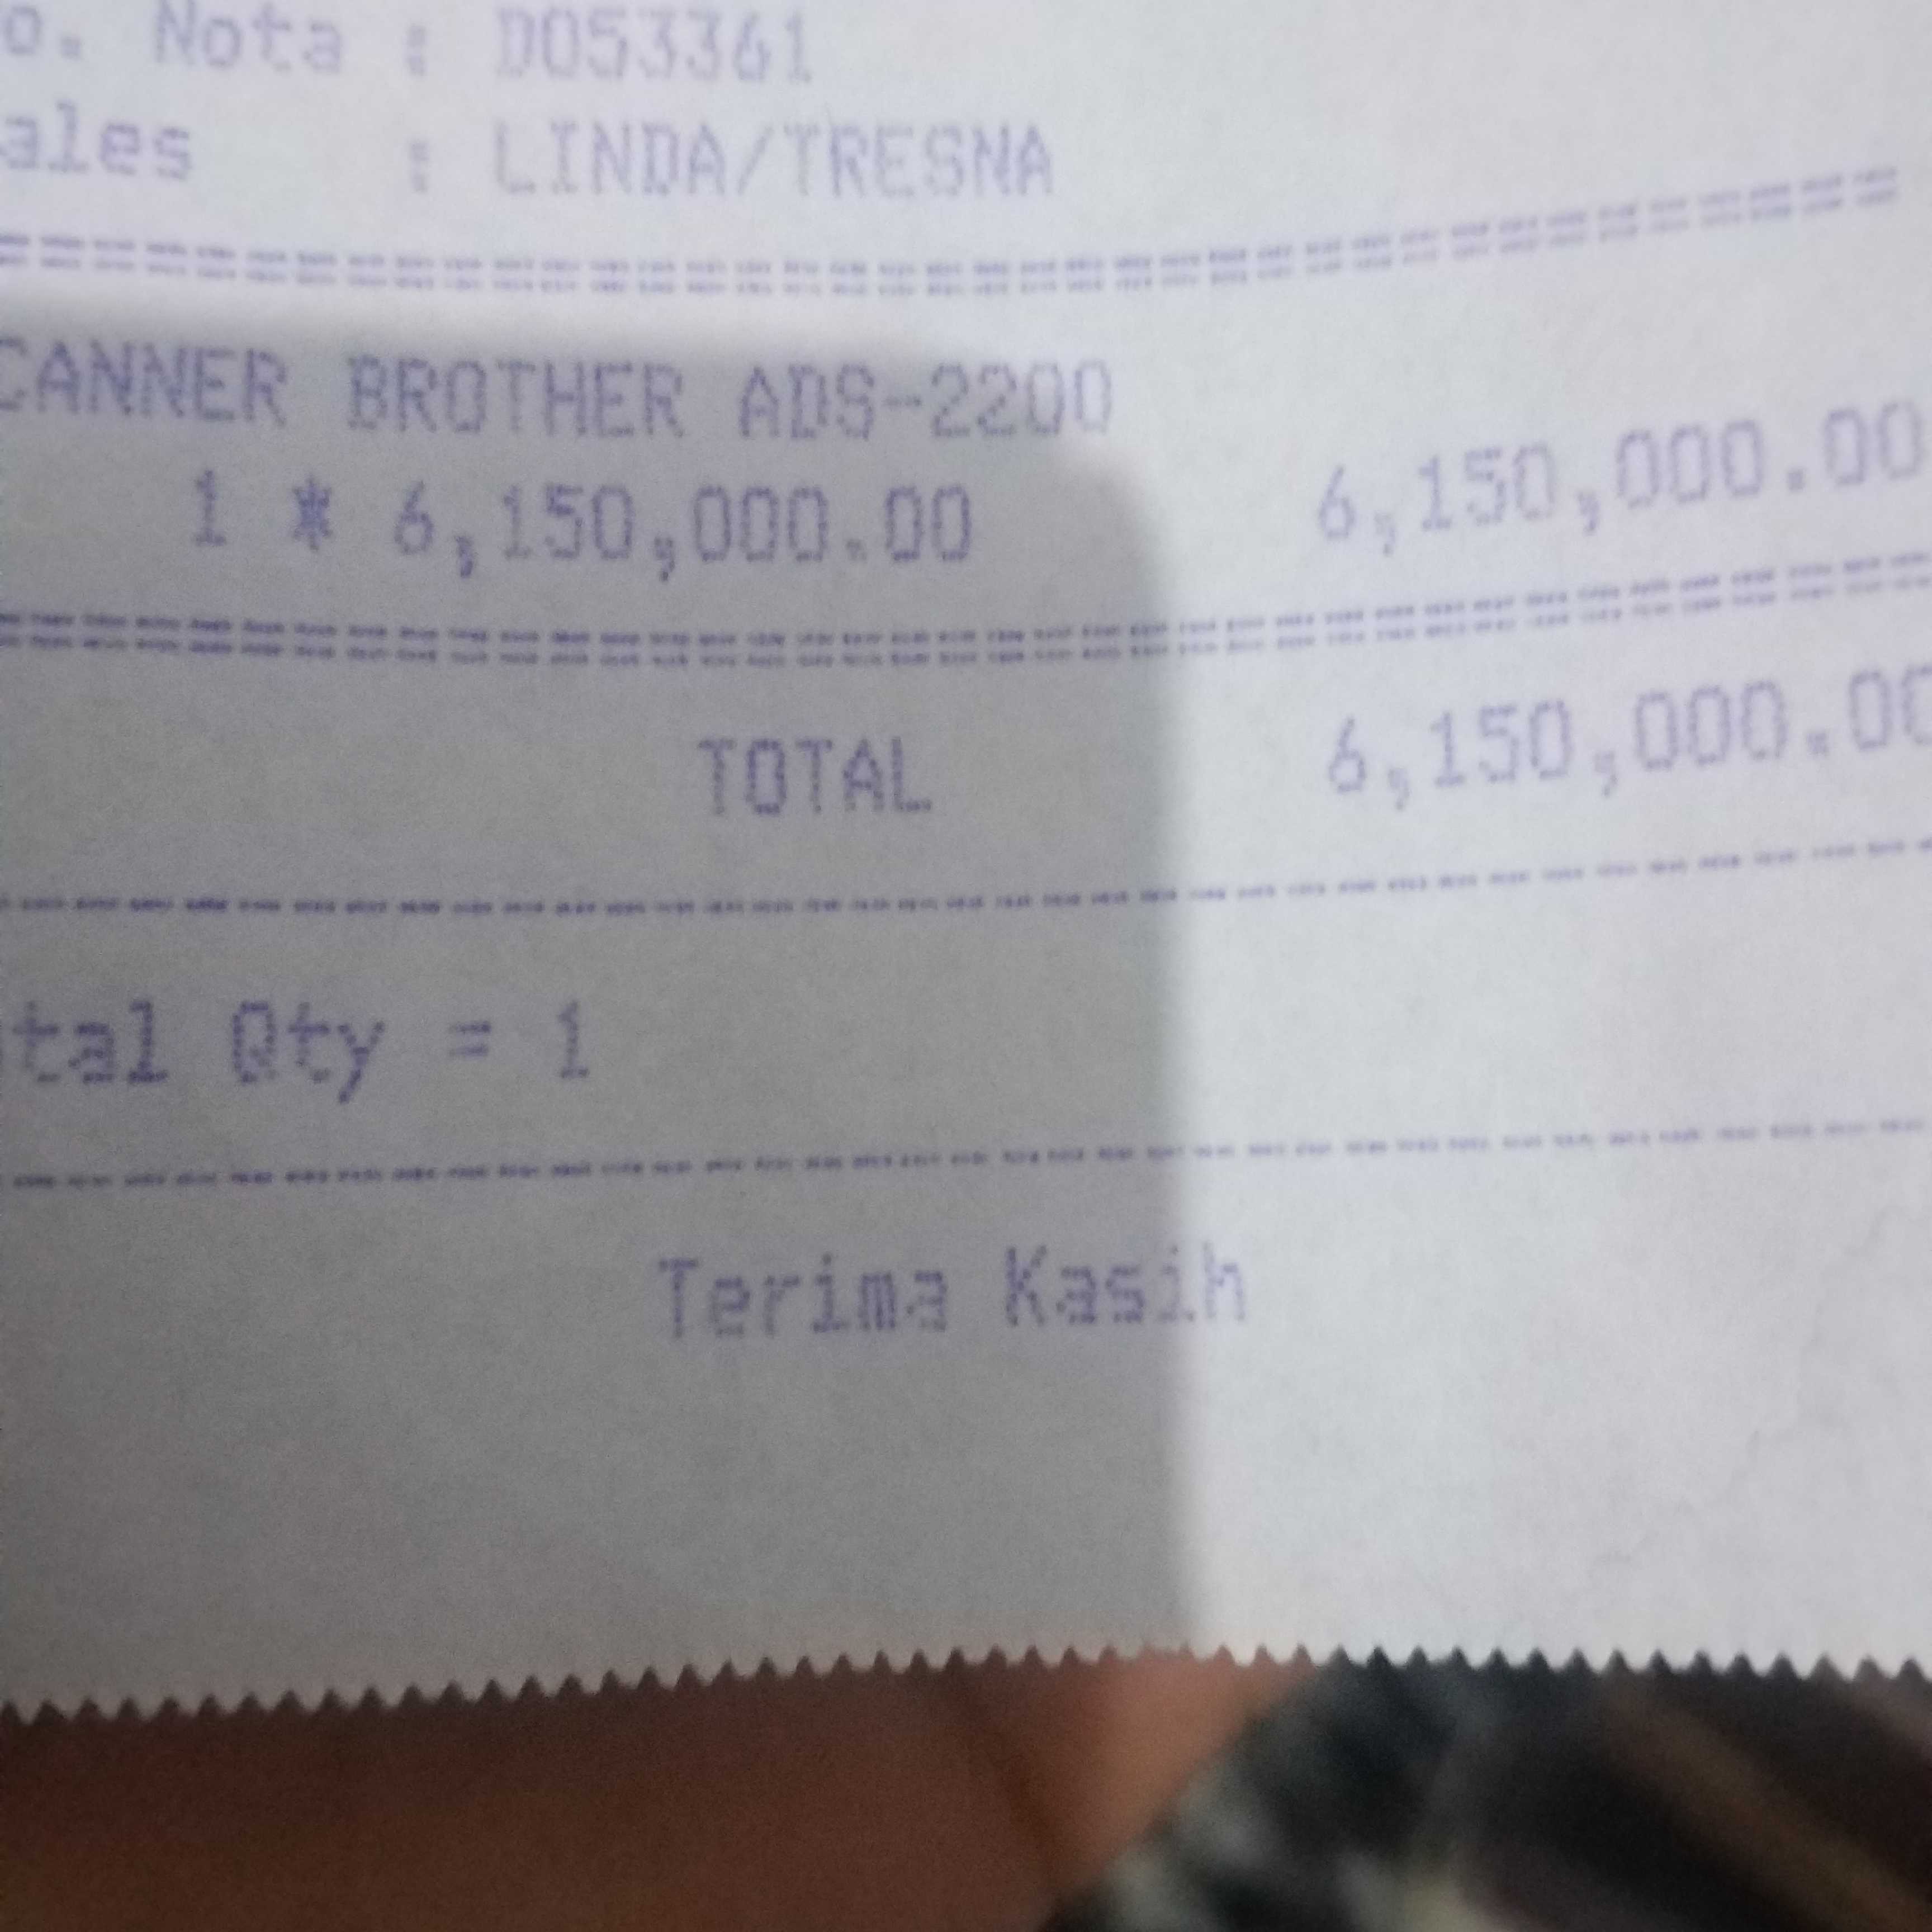 o. Nota : D053361
ales : LINDA/TRESNA
CANNER BROTHER ADS-2200
1 * 6,150,000.00 6,150,000.00
TOTAL 6,150,000.00
tal Qty = 1
Terima Kasih